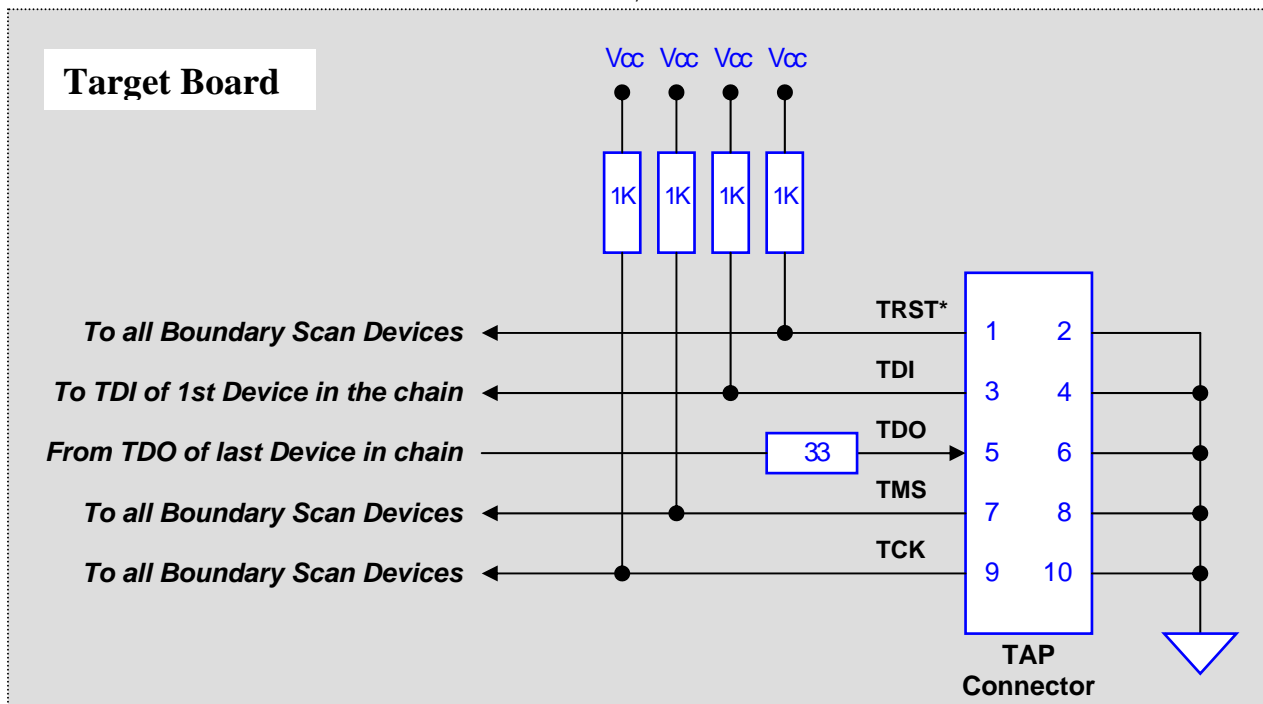 Target Board
Vcc Vcc Vcc Vcc
1K 1K 1K 1K
To all Boundary Scan Devices TRST* 1 2
To TDI of 1st Device in the chain TDI 3 4
From TDO of last Device in chain 33 TDO 5 6
To all Boundary Scan Devices TMS 7 8
To all Boundary Scan Devices TCK 9 10
TAP
Connector